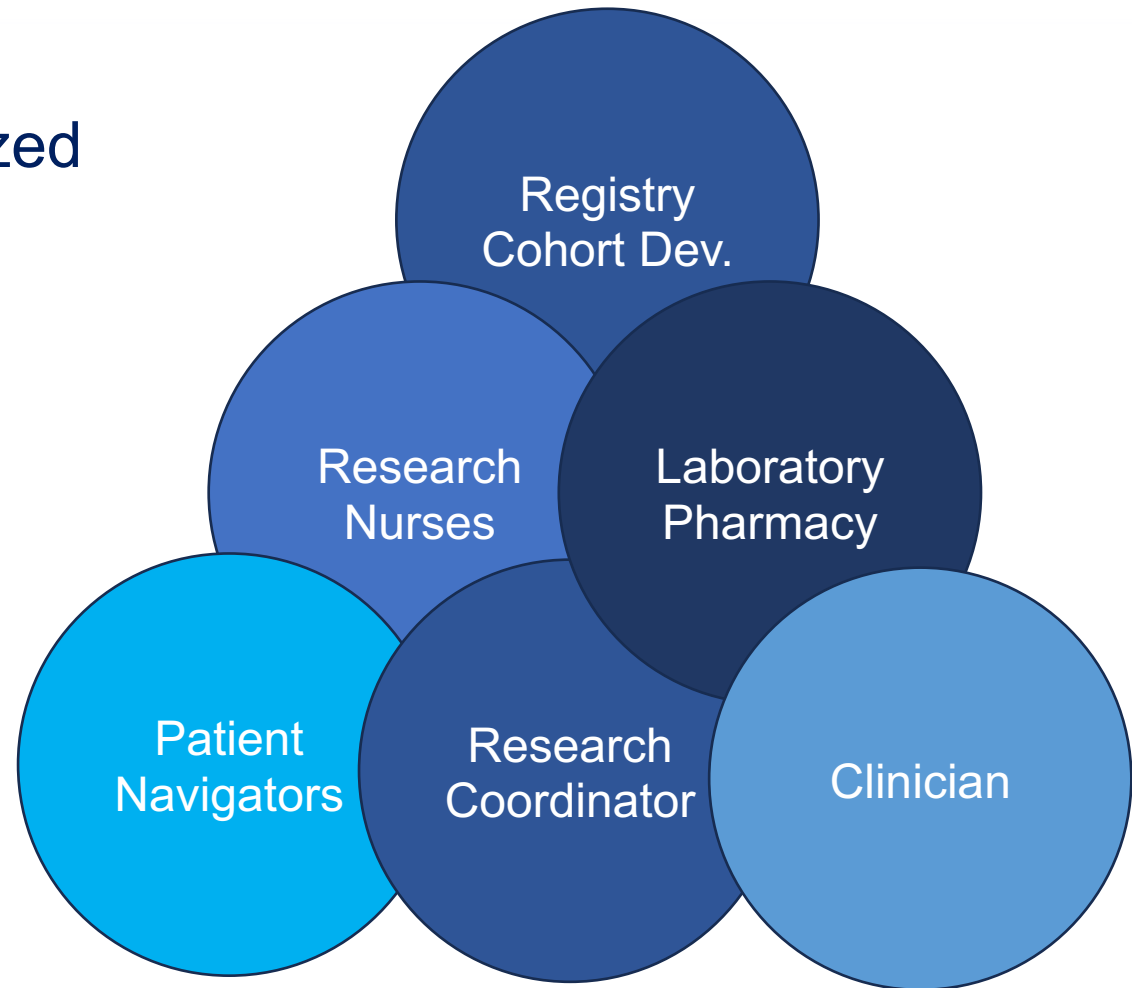 zed
Registry
Cohort Dev.
Research
Nurses
Laboratory
Pharmacy
Patient
Navigators
Research
Coordinator
Clinician